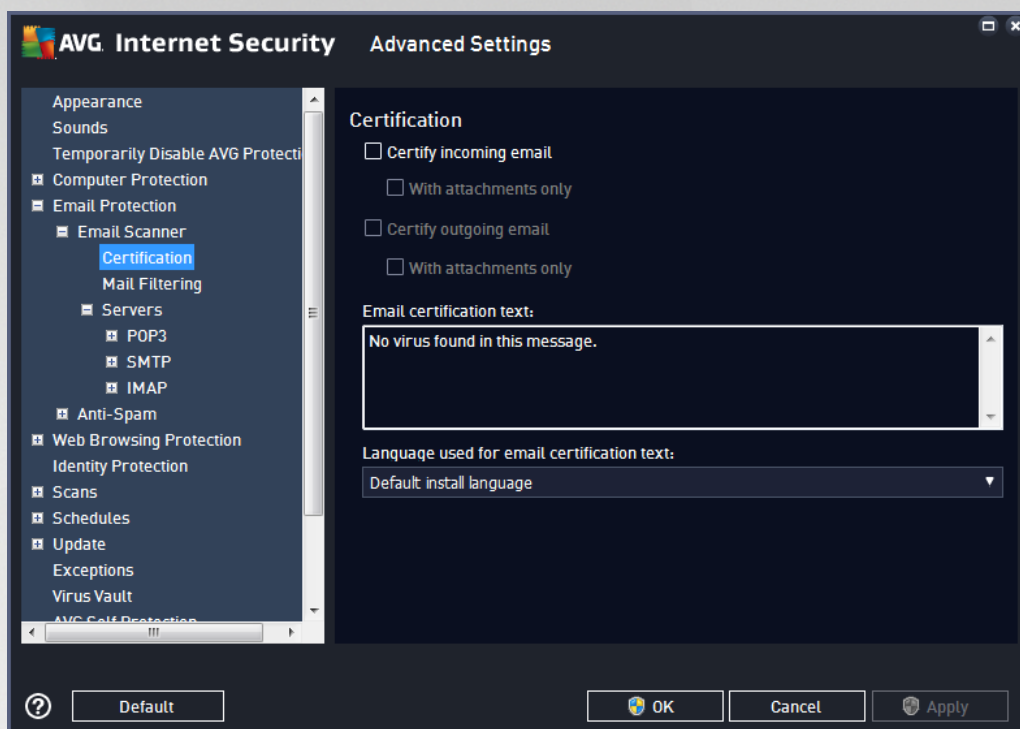 AVG. Internet Security Advanced Settings
Appearance
Sounds
Temporarily Disable AVG Protecti
Computer Protection
Email Protection
Email Scanner
Certification
Mail Filtering
Servers
POP3
SMTP
IMAP
Anti-Spam
Web Browsing Protection
Identity Protection
Scans
Schedules
Update
Exceptions
Virus Vault
AVG Self Protection
Certification
Certify incoming email
With attachments only
Certify outgoing email
With attachments only
Email certification text:
No virus found in this message.
Language used for email certification text:
Default install language
Default
OK
Cancel
Apply